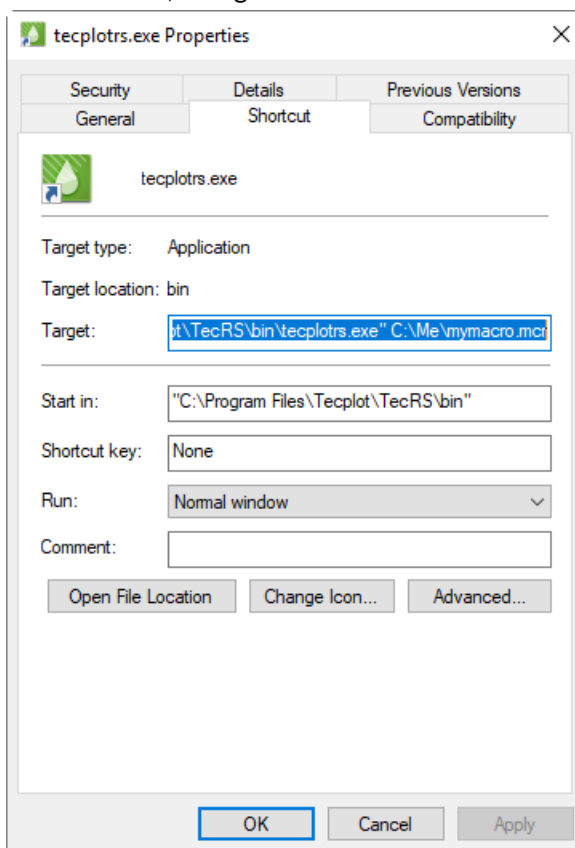 tecplotrs.exe Properties
Security Details Previous Versions
General Shortcut Compatibility
tecplotrs.exe
Target type: Application
Target location: bin
Target: ot\TecRS\bin\tecplotrs.exe" C:\Me\mymacro.mcr
Start in: "C:\Program Files\Tecplot\TecRS\bin"
Shortcut key: None
Run: Normal window
Comment:
Open File Location Change Icon... Advanced...
OK Cancel Apply